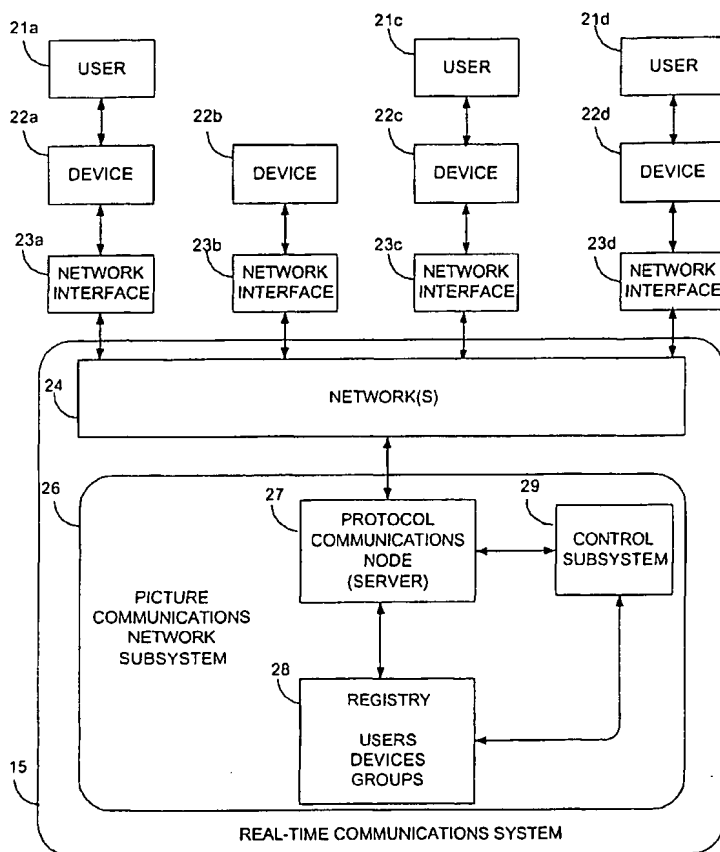 21a
USER
21c
USER
21d
USER
22a
DEVICE
22b
DEVICE
22c
DEVICE
22d
DEVICE
23a
NETWORK
INTERFACE
23b
NETWORK
INTERFACE
23c
NETWORK
INTERFACE
23d
NETWORK
INTERFACE
24
NETWORK(S)
26
PICTURE
COMMUNICATIONS
NETWORK
SUBSYSTEM
27
PROTOCOL
COMMUNICATIONS
NODE
(SERVER)
29
CONTROL
SUBSYSTEM
28
REGISTRY
USERS
DEVICES
GROUPS
15
REAL-TIME COMMUNICATIONS SYSTEM